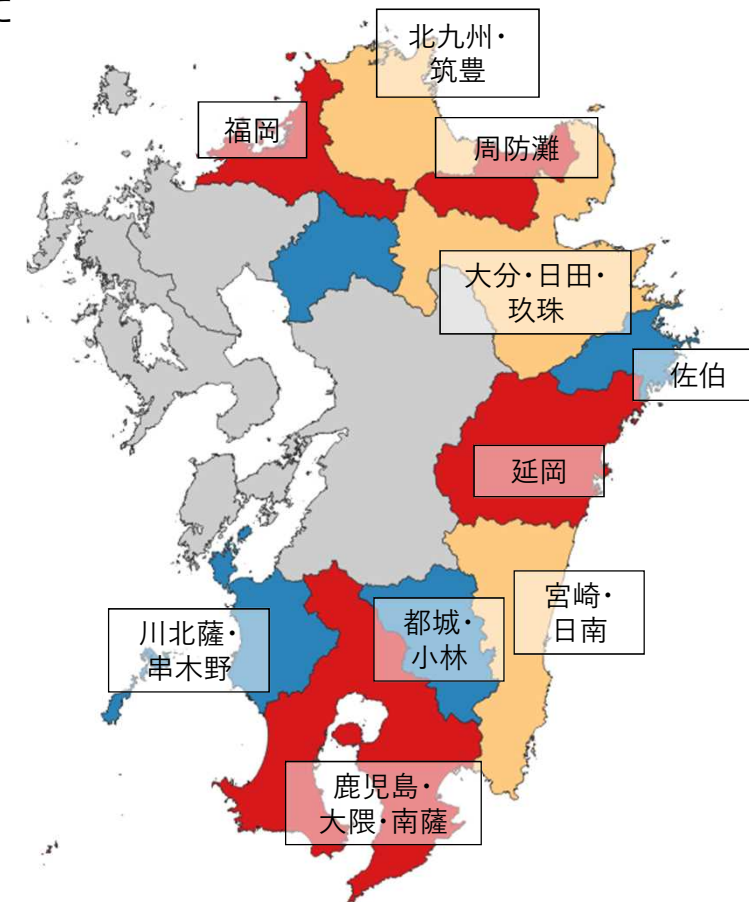 北九州・
筑豊
福岡
周防灘
大分・日田・
玖珠
佐伯
延岡
宮崎・
日南
川北薩・
串木野
都城・
小林
鹿児島・
大隈・南薩